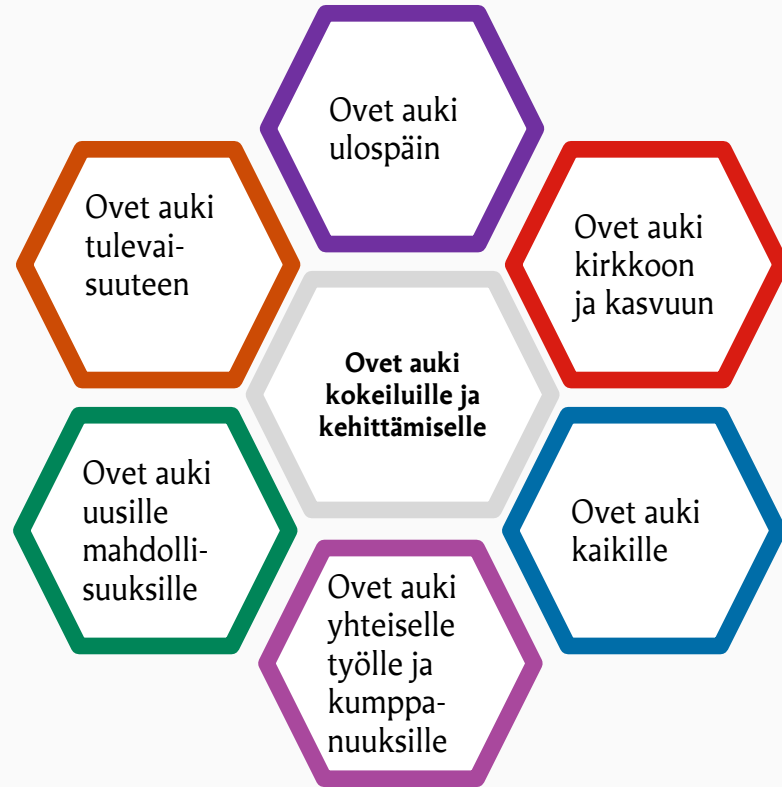 Ovet auki
ulospäin
Ovet auki
kirkkoon
ja kasvuun
Ovet auki
tulevai-
suuteen
Ovet auki
kokeiluille ja
kehittämiselle
Ovet auki
kaikille
Ovet auki
uusille
mahdolli-
suuksille
Ovet auki
yhteiselle
työlle ja
kumppa-
nuuksille